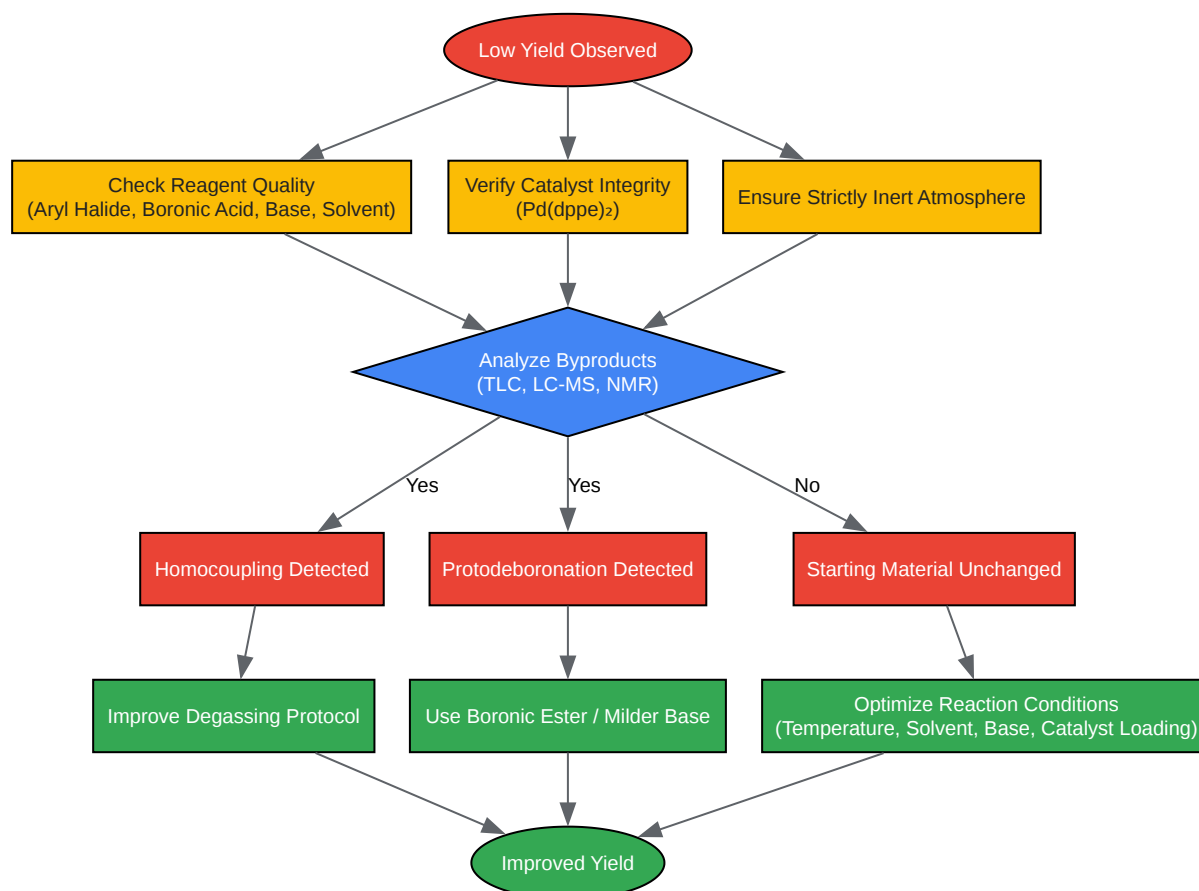 Low Yield Observed
Check Reagent Quality
(Aryl Halide, Boronic Acid, Base, Solvent)
Verify Catalyst Integrity
(Pd(dppe)₂)
Ensure Strictly Inert Atmosphere
Analyze Byproducts
(TLC, LC-MS, NMR)
Yes
Yes
No
Homocoupling Detected
Protodeboronation Detected
Starting Material Unchanged
Improve Degassing Protocol
Use Boronic Ester / Milder Base
Optimize Reaction Conditions
(Temperature, Solvent, Base, Catalyst Loading)
Improved Yield